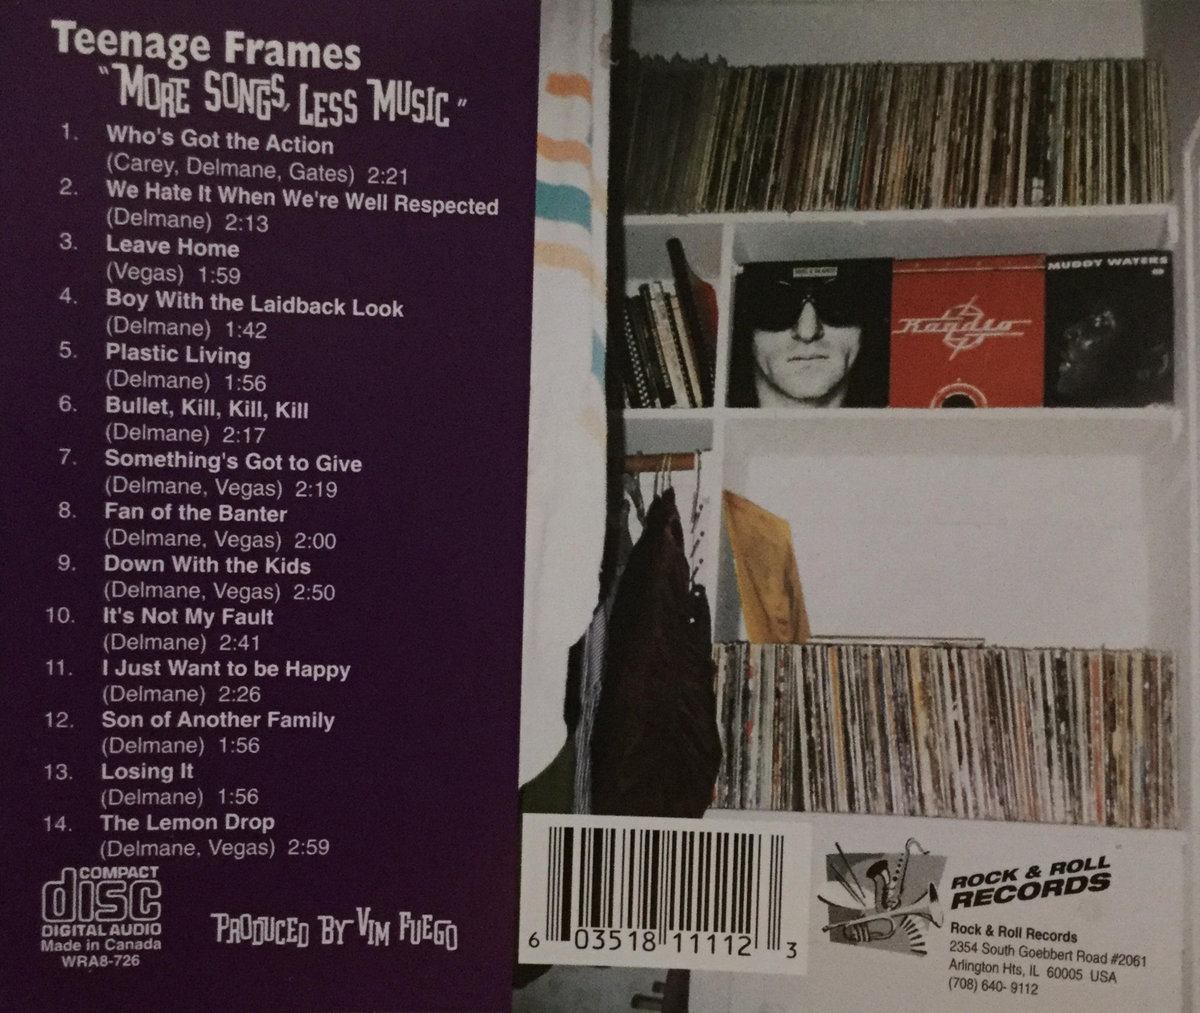 Teenage Frames
"MORE SONGS, LESS MUSIC"
1. Who's Got the Action
(Carey, Delmane, Gates) 2:21
2. We Hate It When We're Well Respected
(Delmane) 2:13
3. Leave Home
(Vegas) 1:59
4. Boy With the Laidback Look
(Delmane) 1:42
5. Plastic Living
(Delmane) 1:56
6. Bullet, Kill, Kill, Kill
(Delmane) 2:17
7. Something's Got to Give
(Delmane, Vegas) 2:19
8. Fan of the Banter
(Delmane, Vegas) 2:00
9. Down With the Kids
(Delmane, Vegas) 2:50
10. It's Not My Fault
(Delmane) 2:41
11. I Just Want to be Happy
(Delmane) 2:26
12. Son of Another Family
(Delmane) 1:56
13. Losing It
(Delmane) 1:56
14. The Lemon Drop
(Delmane, Vegas) 2:59
COMPACT
disc
DIGITAL AUDIO
Made in Canada
WRA8-726
PRODUCED BY VIM FUEGO
MUDDY WATERS
6 03518 11112 3
ROCK & ROLL
RECORDS
Rock & Roll Records
2354 South Goebbert Road #2061
Arlington Hts, IL 60005 USA
(708) 640- 9112